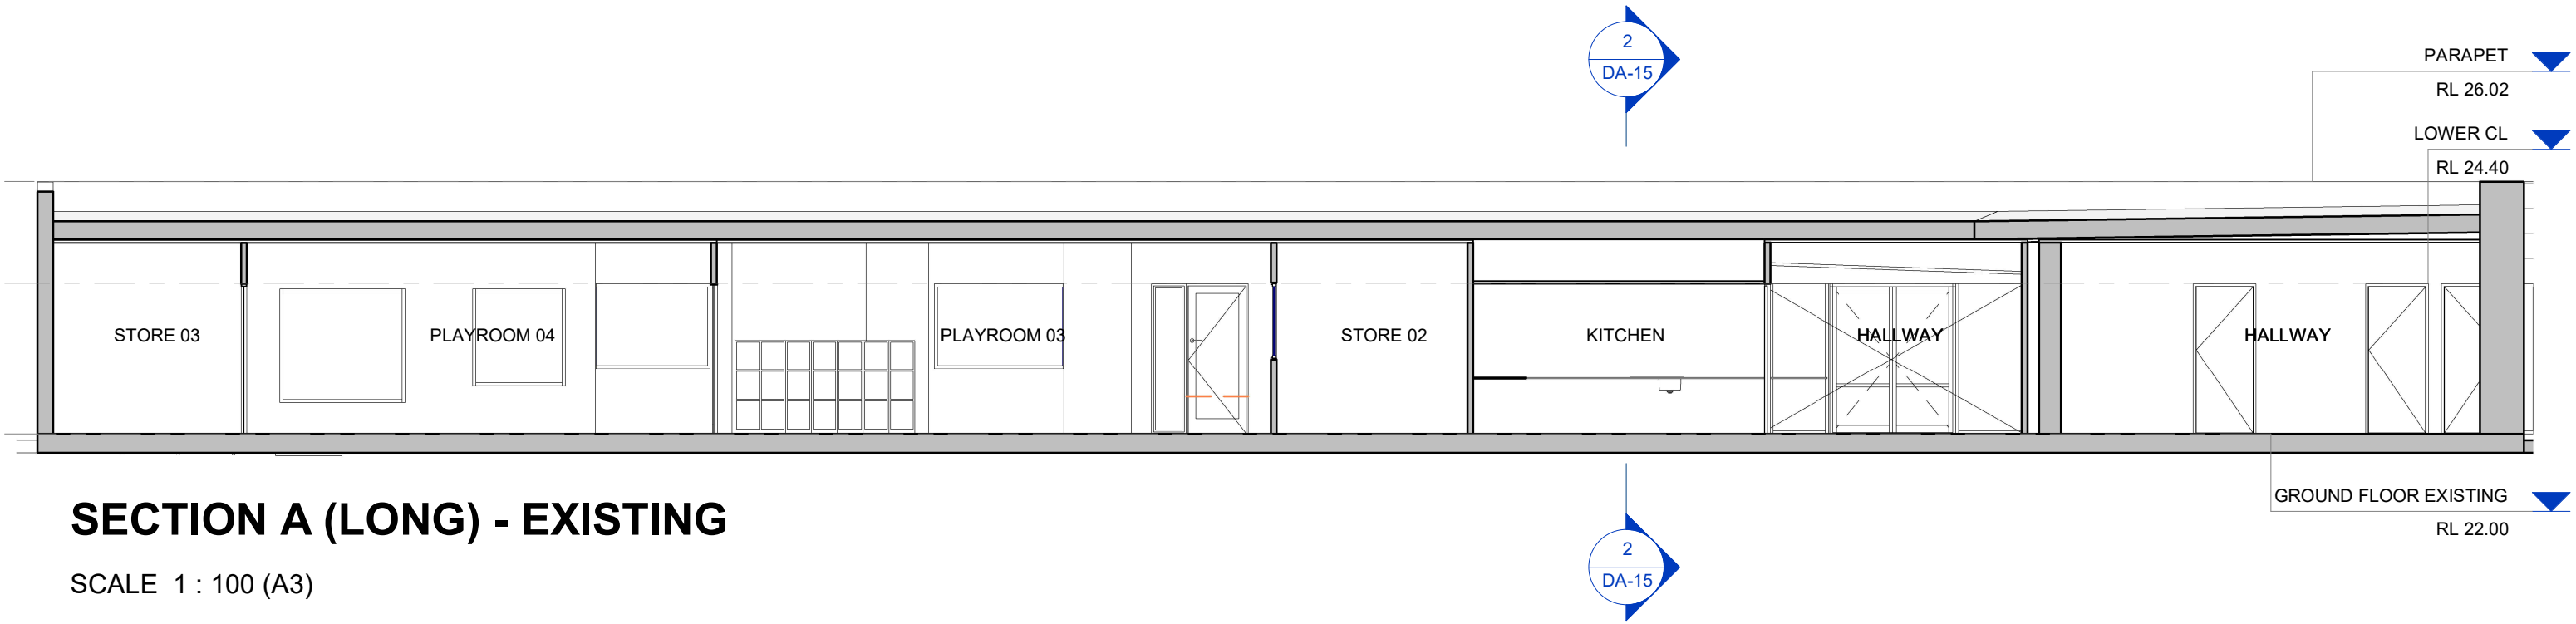 2
DA-15
PARAPET
RL 26.02
LOWER CL
RL 24.40
STORE 03
PLAYROOM 04
PLAYROOM 03
STORE 02
KITCHEN
HALLWAY
HALLWAY
GROUND FLOOR EXISTING
RL 22.00
SECTION A (LONG) - EXISTING
SCALE 1 : 100 (A3)
2
DA-15